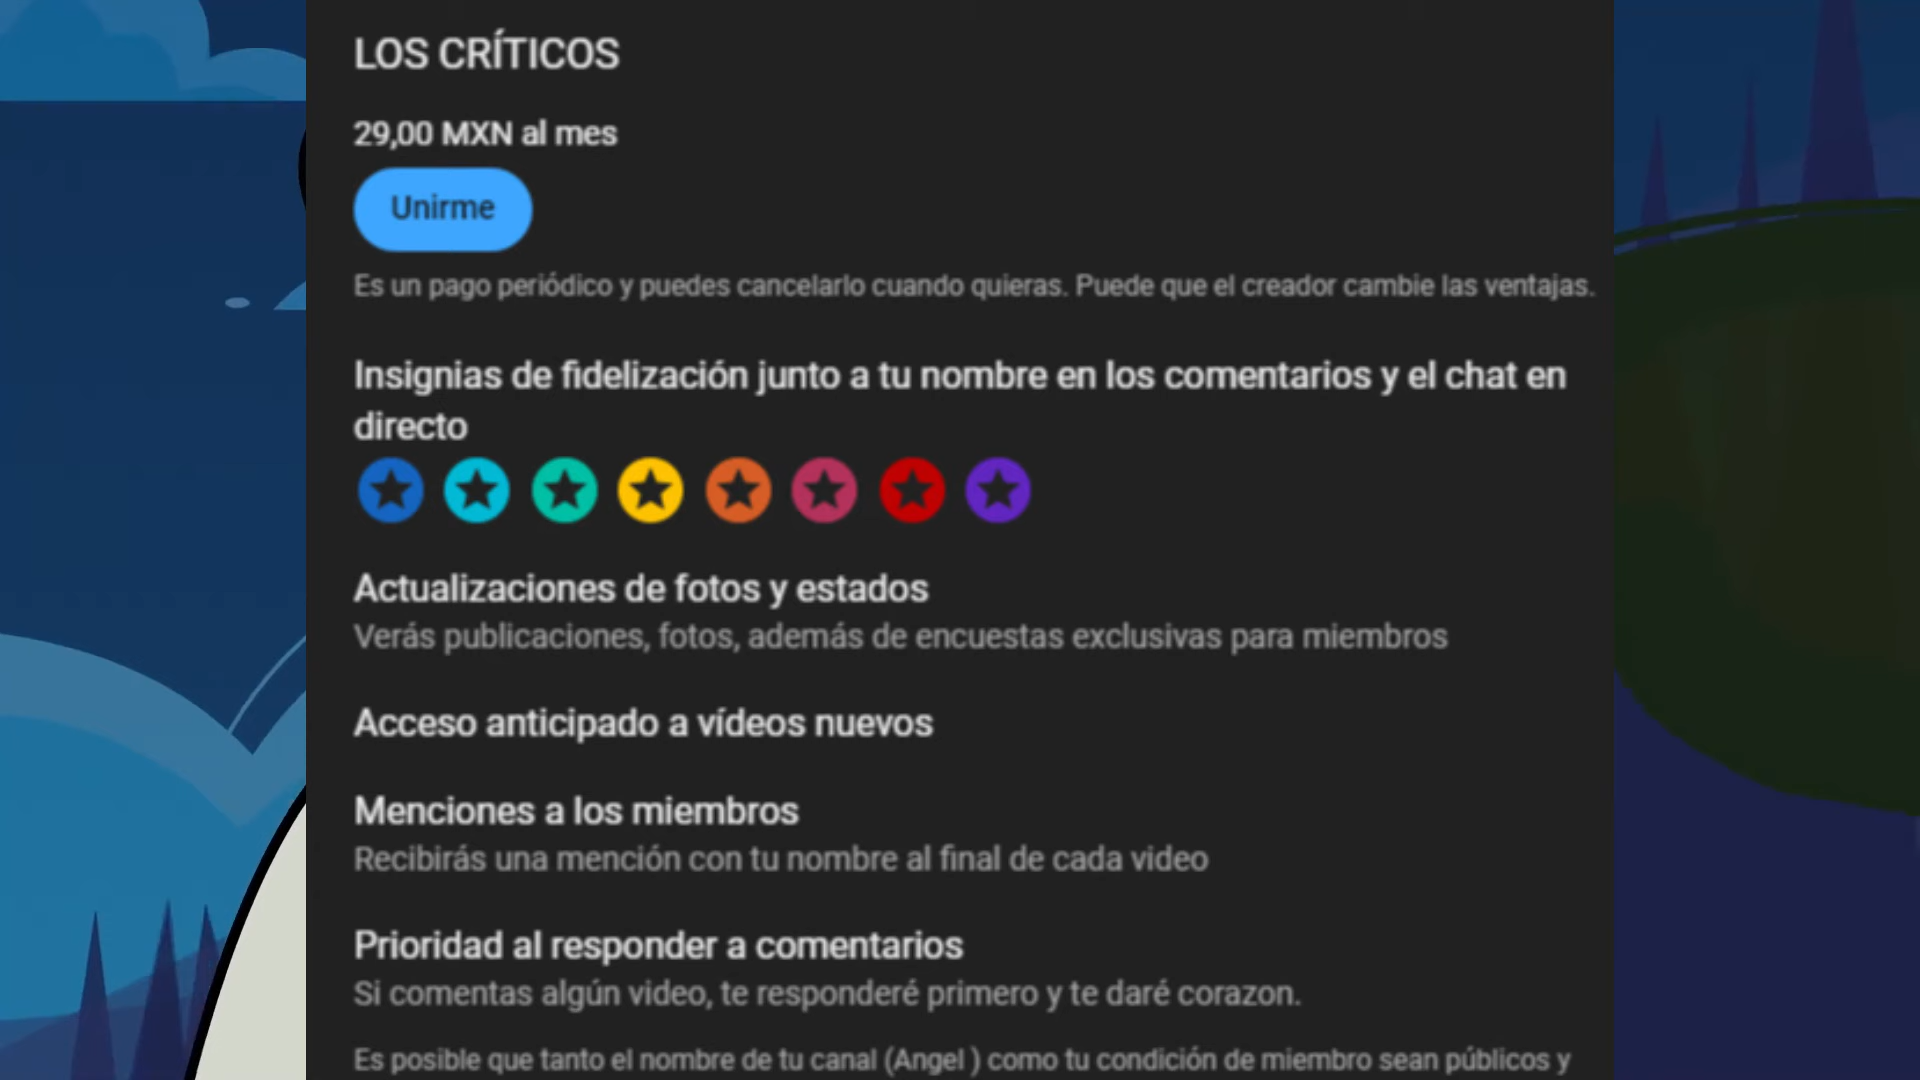 LOS CRÍTICOS
29,00 MXN al mes
Unirme
Es un pago periódico y puedes cancelarlo cuando quieras. Puede que el creador cambie las ventajas.
Insignias de fidelización junto a tu nombre en los comentarios y el chat en
directo
Actualizaciones de fotos y estados
Verás publicaciones, fotos, además de encuestas exclusivas para miembros
Acceso anticipado a vídeos nuevos
Menciones a los miembros
Recibirás una mención con tu nombre al final de cada video
Prioridad al responder a comentarios
Si comentas algún video, te responderé primero y te daré corazon.
Es posible que tanto el nombre de tu canal (Angel ) como tu condición de miembro sean públicos y